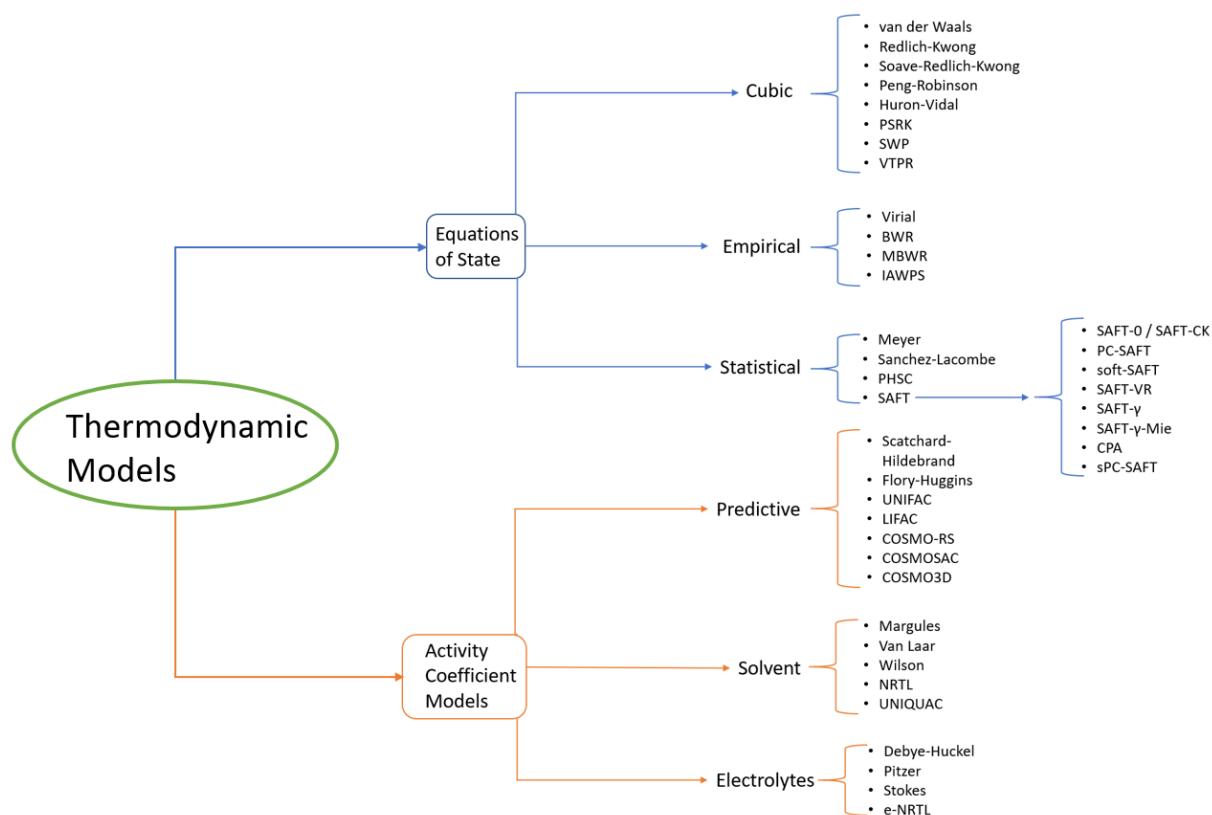 Thermodynamic
Models
Equations
of State
Cubic
• van der Waals
• Redlich-Kwong
• Soave-Redlich-Kwong
• Peng-Robinson
• Huron-Vidal
• PSRK
• SWP
• VTPR
Empirical
• Virial
• BWR
• MBWR
• IAWPS
Statistical
• Meyer
• Sanchez-Lacombe
• PHSC
• SAFT
• SAFT-0 / SAFT-CK
• PC-SAFT
• soft-SAFT
• SAFT-VR
• SAFT-γ
• SAFT-γ-Mie
• CPA
• sPC-SAFT
Activity
Coefficient
Models
Predictive
• Scatchard-
Hildebrand
• Flory-Huggins
• UNIFAC
• LIFAC
• COSMO-RS
• COSMOSAC
• COSMO3D
Solvent
• Margules
• Van Laar
• Wilson
• NRTL
• UNIQUAC
Electrolytes
• Debye-Huckel
• Pitzer
• Stokes
• e-NRTL